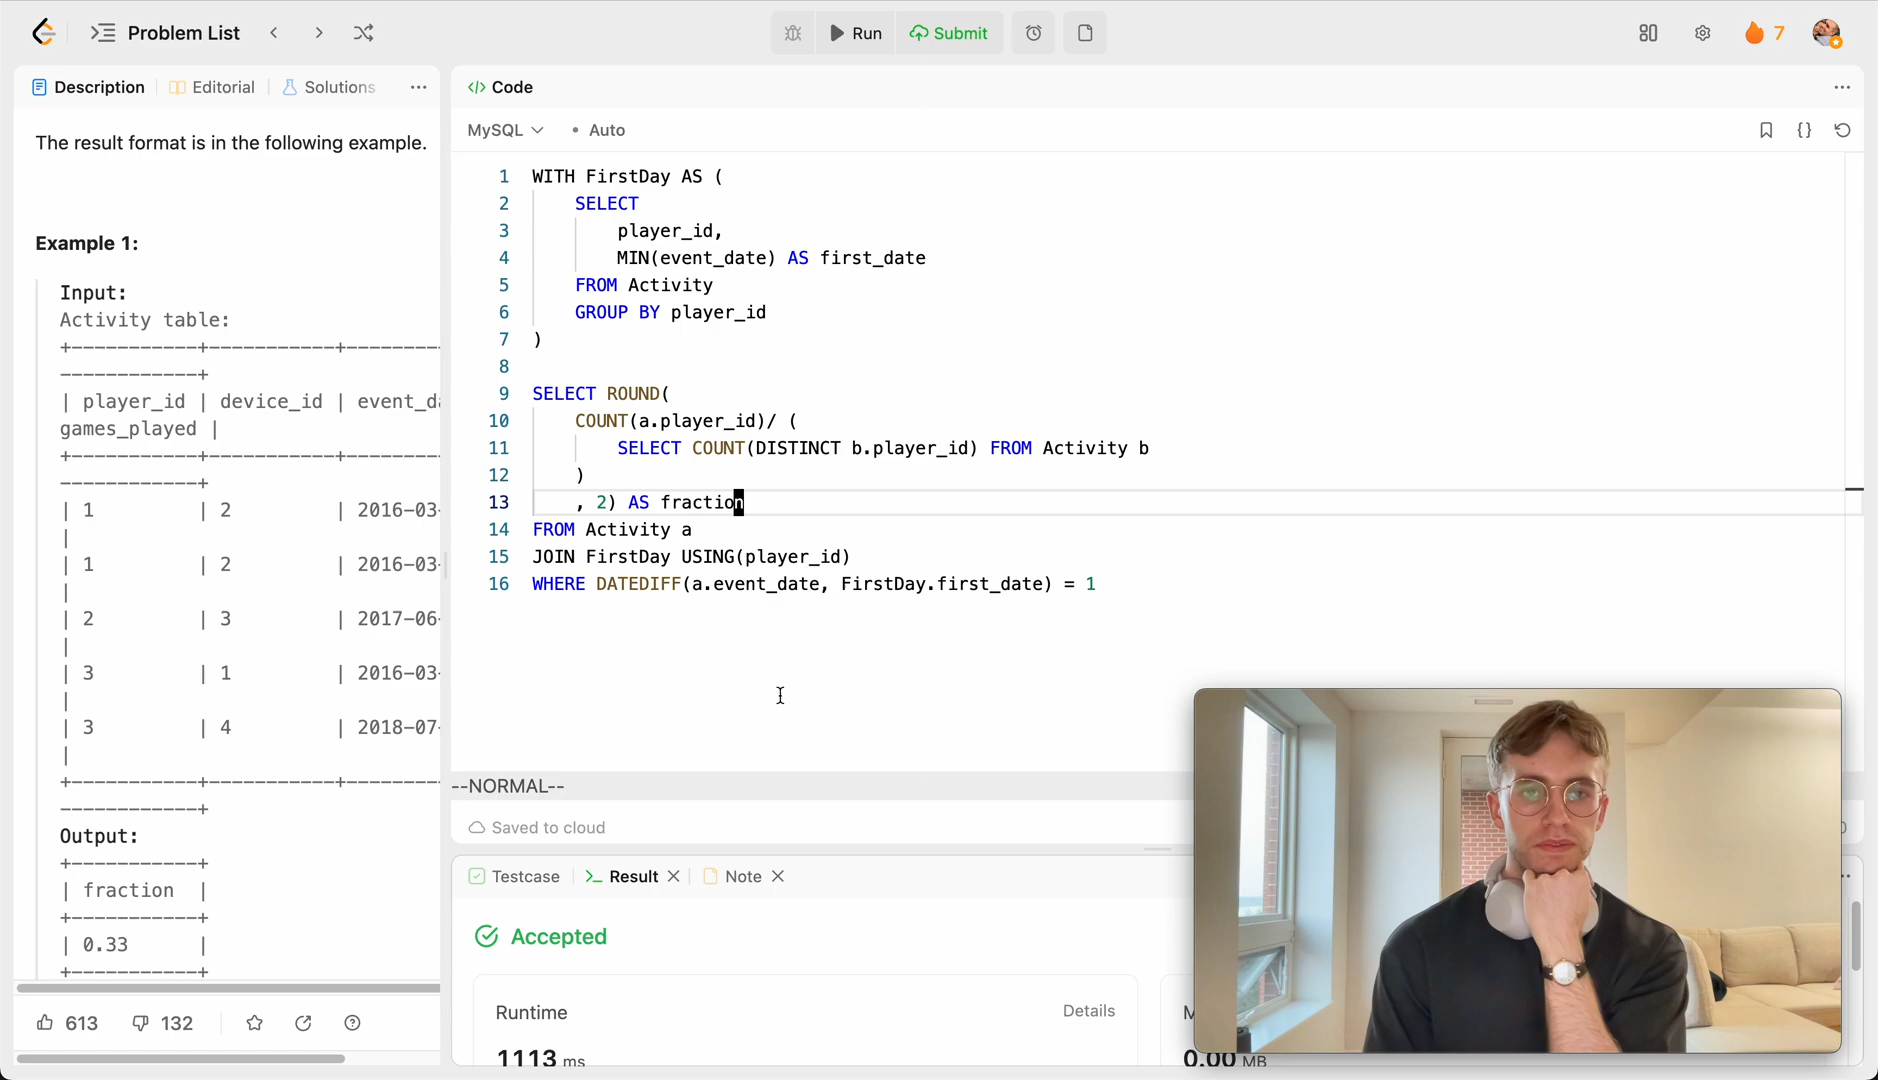 Problem List
Run
Submit
7
Description
Editorial
Solutions
Code
MySQL
Auto
The result format is in the following example.
Example 1:
Input:
Activity table:
+-----------+-----------+---------
------------+
| player_id | device_id | event_da
games_played |
+-----------+-----------+---------
------------+
| 1         | 2         | 2016-03-
|
| 1         | 2         | 2016-03-
|
| 2         | 3         | 2017-06-
|
| 3         | 1         | 2016-03-
|
| 3         | 4         | 2018-07-
|
+-----------+-----------+---------
------------+
Output:
+-----------+
| fraction  |
+-----------+
| 0.33      |
+-----------+
613
132
1 WITH FirstDay AS (
2     SELECT
3         player_id,
4         MIN(event_date) AS first_date
5     FROM Activity
6     GROUP BY player_id
7 )
8
9 SELECT ROUND(
10     COUNT(a.player_id)/ (
11         SELECT COUNT(DISTINCT b.player_id) FROM Activity b
12     )
13     , 2) AS fraction
14 FROM Activity a
15 JOIN FirstDay USING(player_id)
16 WHERE DATEDIFF(a.event_date, FirstDay.first_date) = 1
--NORMAL--
Saved to cloud
Testcase
Result
Note
Accepted
Runtime
Details
1113 ms
0.00 MB